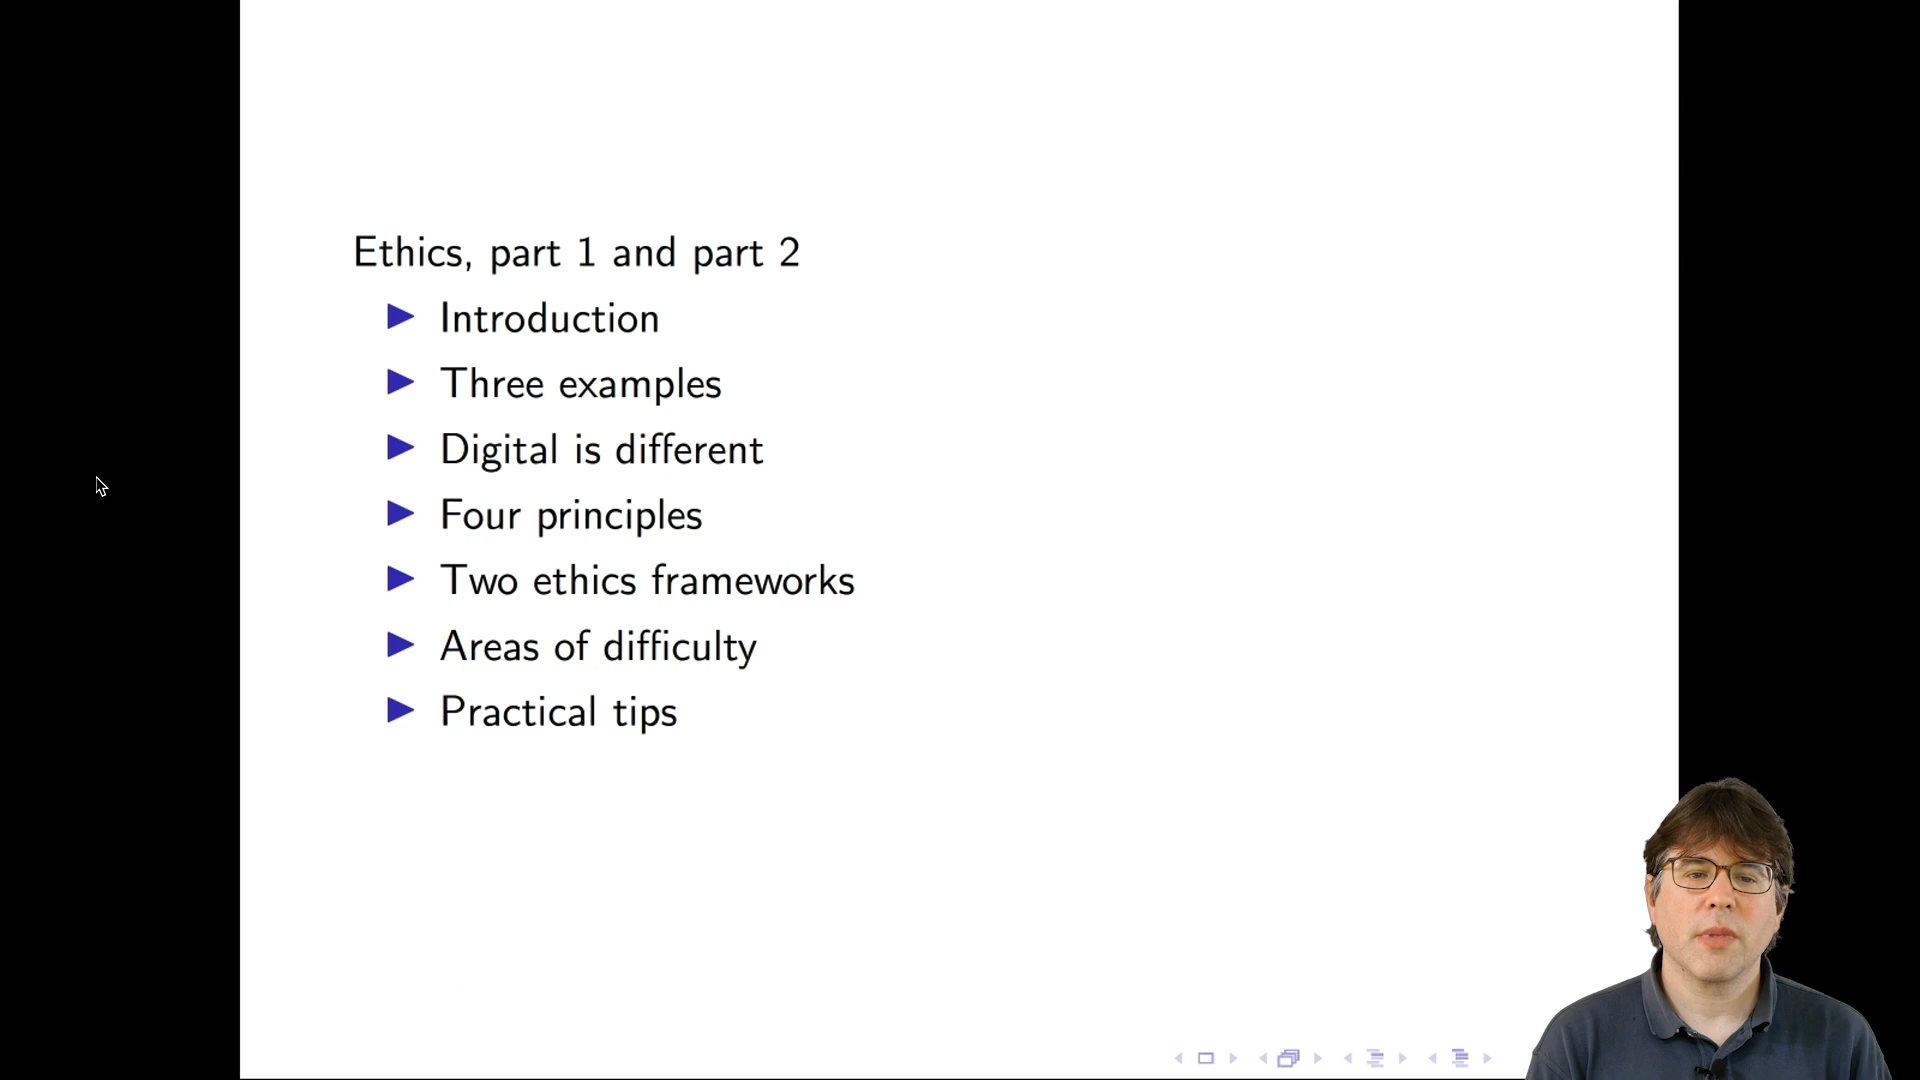 Ethics, part 1 and part 2
Introduction
Three examples
Digital is different
Four principles
Two ethics frameworks
Areas of difficulty
Practical tips